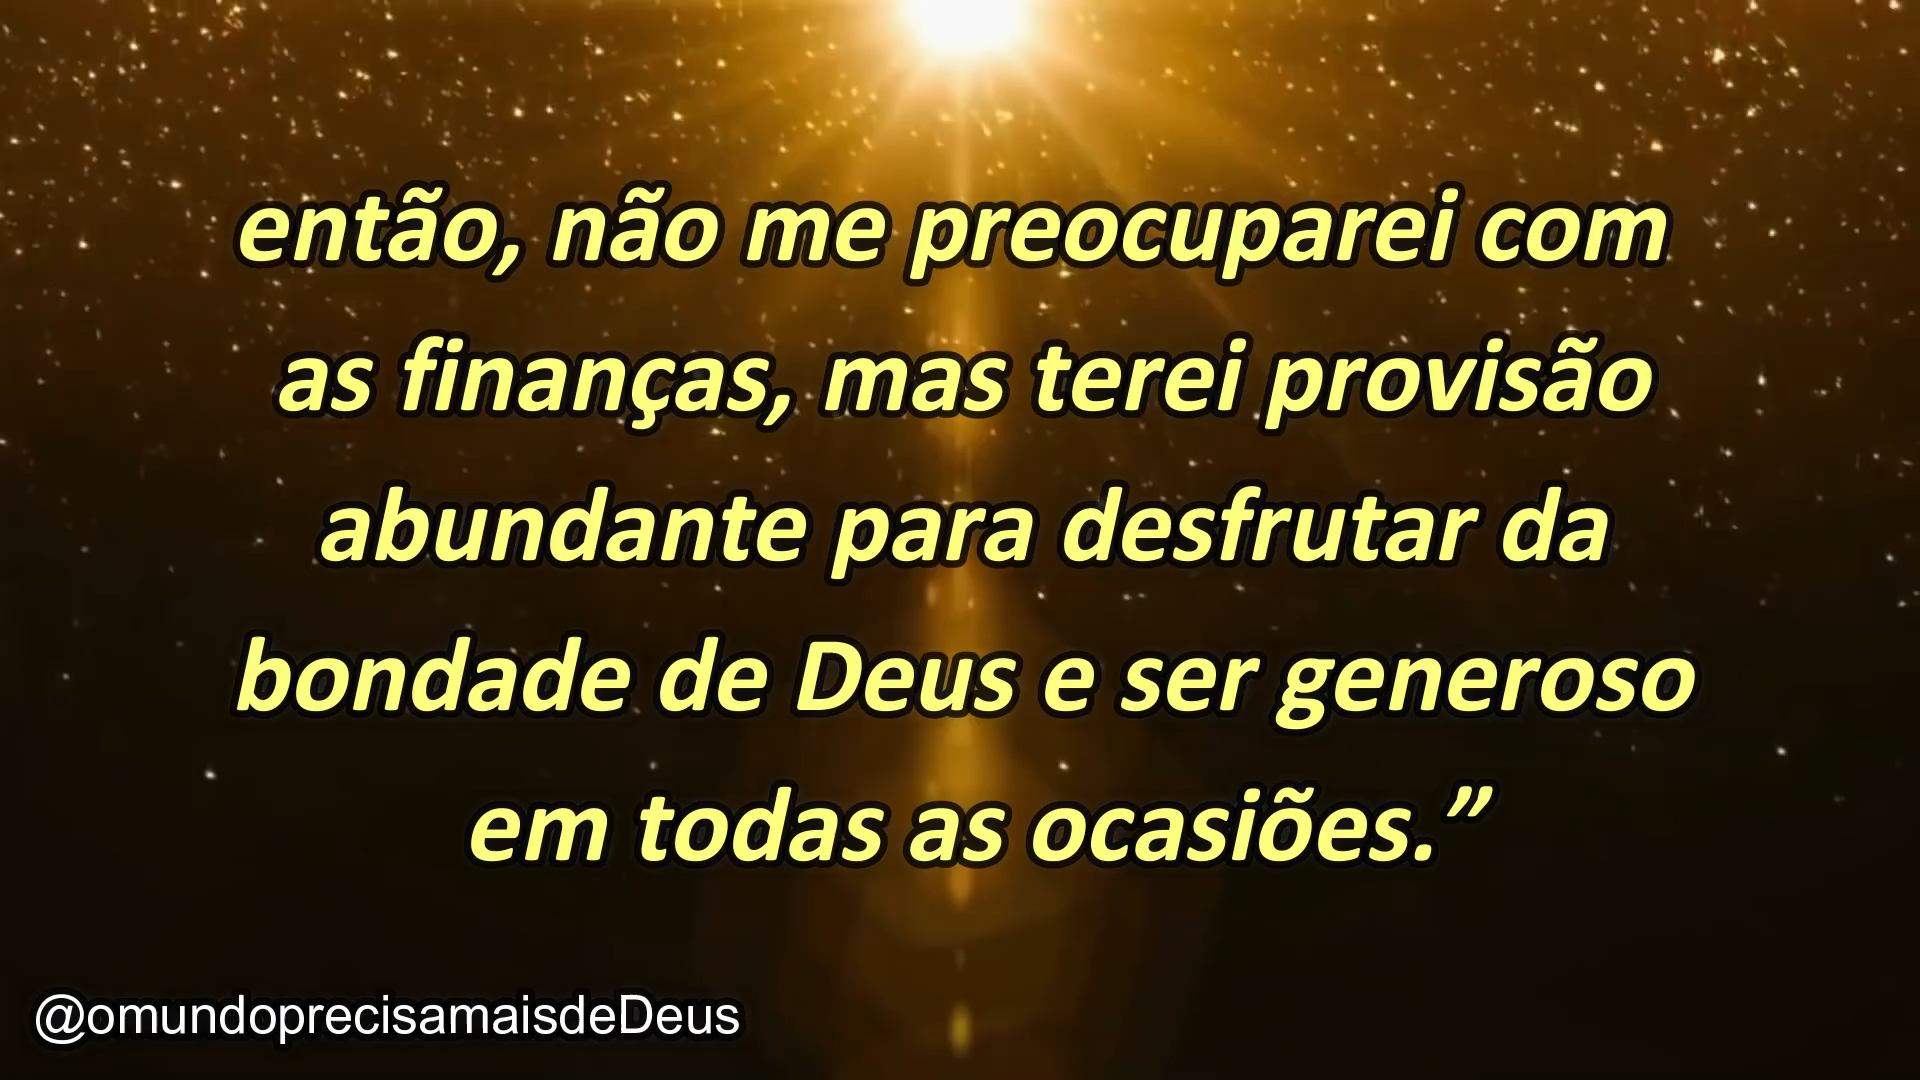 então, não me preocuparei com
as finanças, mas terei provisão
abundante para desfrutar da
bondade de Deus e ser generoso
em todas as ocasiões.”
@omundoprecisamaisdeDeus